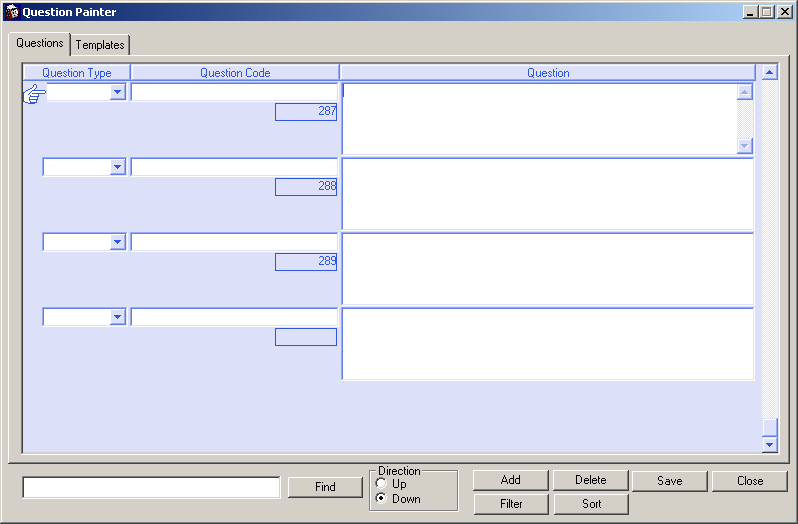 Question Painter
Questions Templates
Question Type Question Code Question
287
288
289
Find
Direction
Up
Down
Add Delete Save Close
Filter Sort